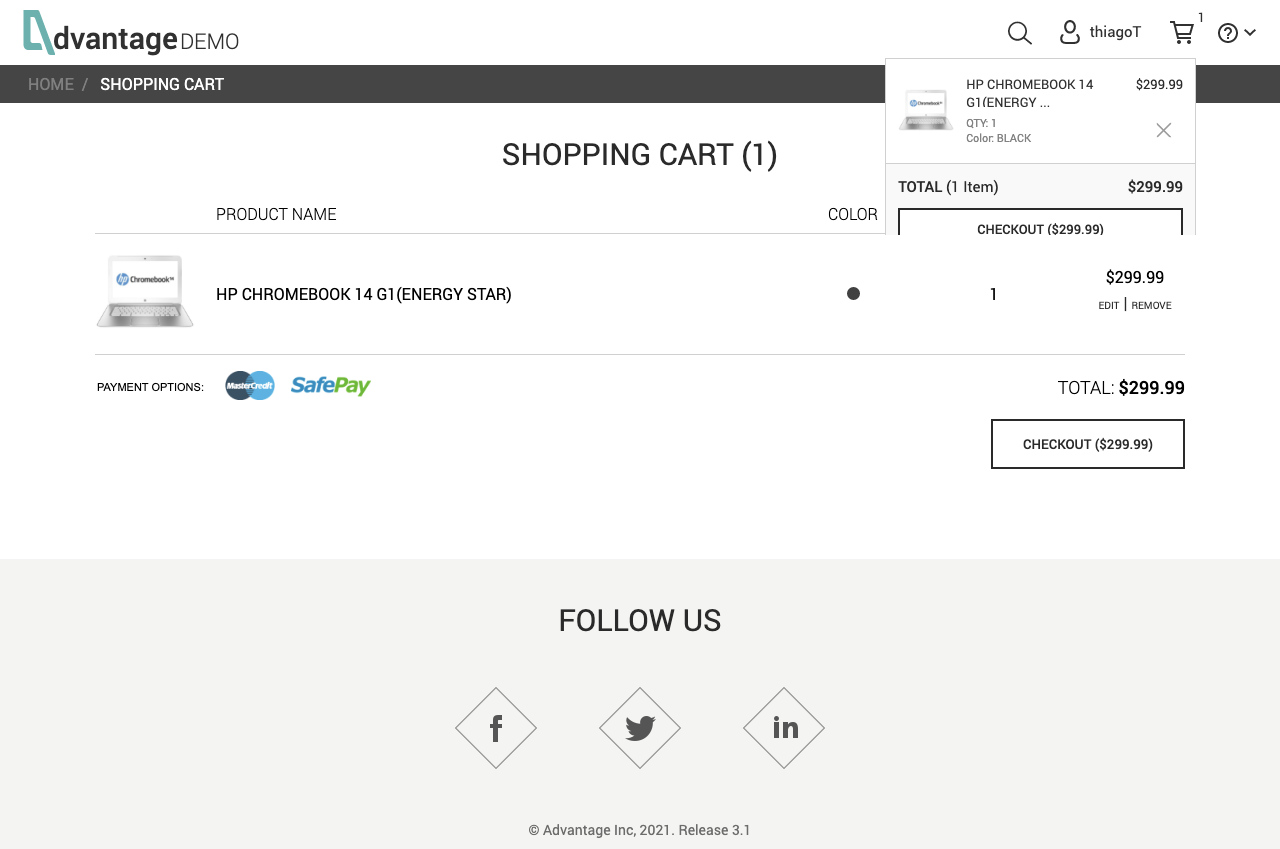 dvantage DEMO
thiagoT
1
HOME / SHOPPING CART
HP CHROMEBOOK 14
G1(ENERGY ...
$299.99
QTY: 1
Color: BLACK
TOTAL (1 Item)
$299.99
CHECKOUT ($299.99)
SHOPPING CART (1)
PRODUCT NAME
COLOR
hp Chromebook™
HP CHROMEBOOK 14 G1(ENERGY STAR)
1
$299.99
EDIT | REMOVE
PAYMENT OPTIONS:
MasterCredit
SafePay
TOTAL: $299.99
CHECKOUT ($299.99)
FOLLOW US
f
in
© Advantage Inc, 2021. Release 3.1